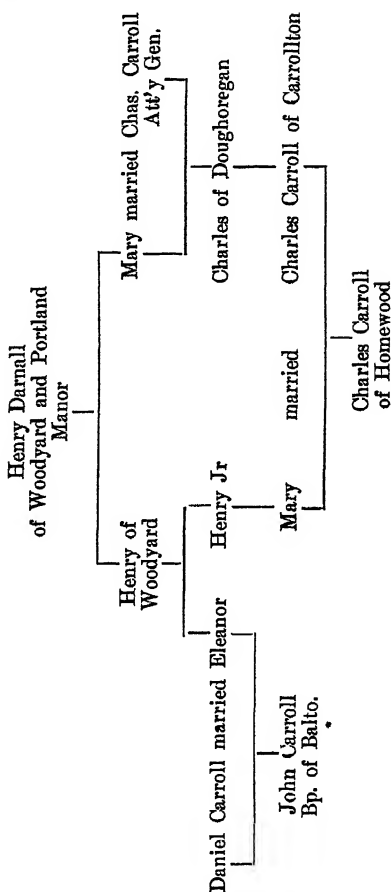 Henry Darnall
of Woodyard and Portland
Manor
Henry of
Woodyard
Mary married Chas. Carroll
Att'y Gen.
Daniel Carroll married Eleanor
Henry Jr
Charles of Doughoregan
John Carroll
Bp. of Balto.
Mary married Charles Carroll of Carrollton
Charles Carroll
of Homewood